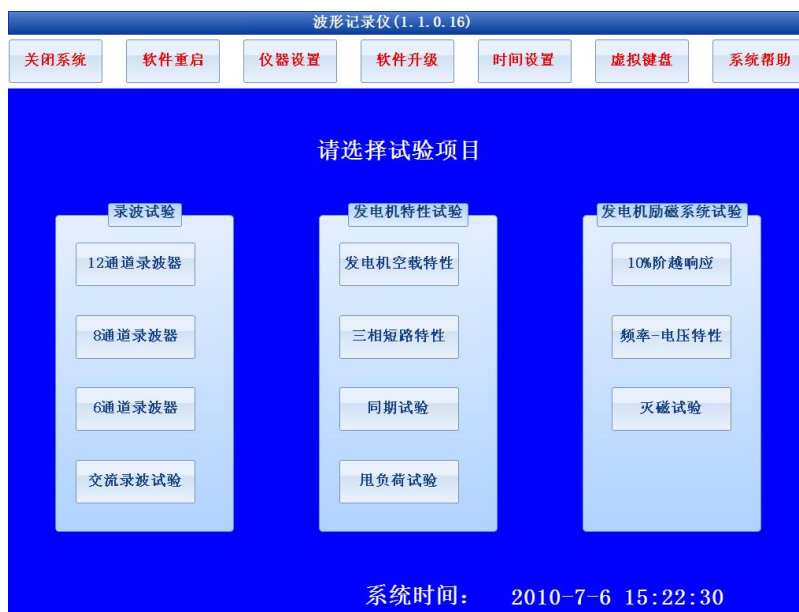 波形记录仪(1.1.0.16)
关闭系统 软件重启 仪器设置 软件升级 时间设置 虚拟键盘 系统帮助
请选择试验项目
录波试验
12通道录波器
8通道录波器
6通道录波器
交流录波试验
发电机特性试验
发电机空载特性
三相短路特性
同期试验
甩负荷试验
发电机励磁系统试验
10%阶越响应
频率-电压特性
灭磁试验
系统时间: 2010-7-6 15:22:30